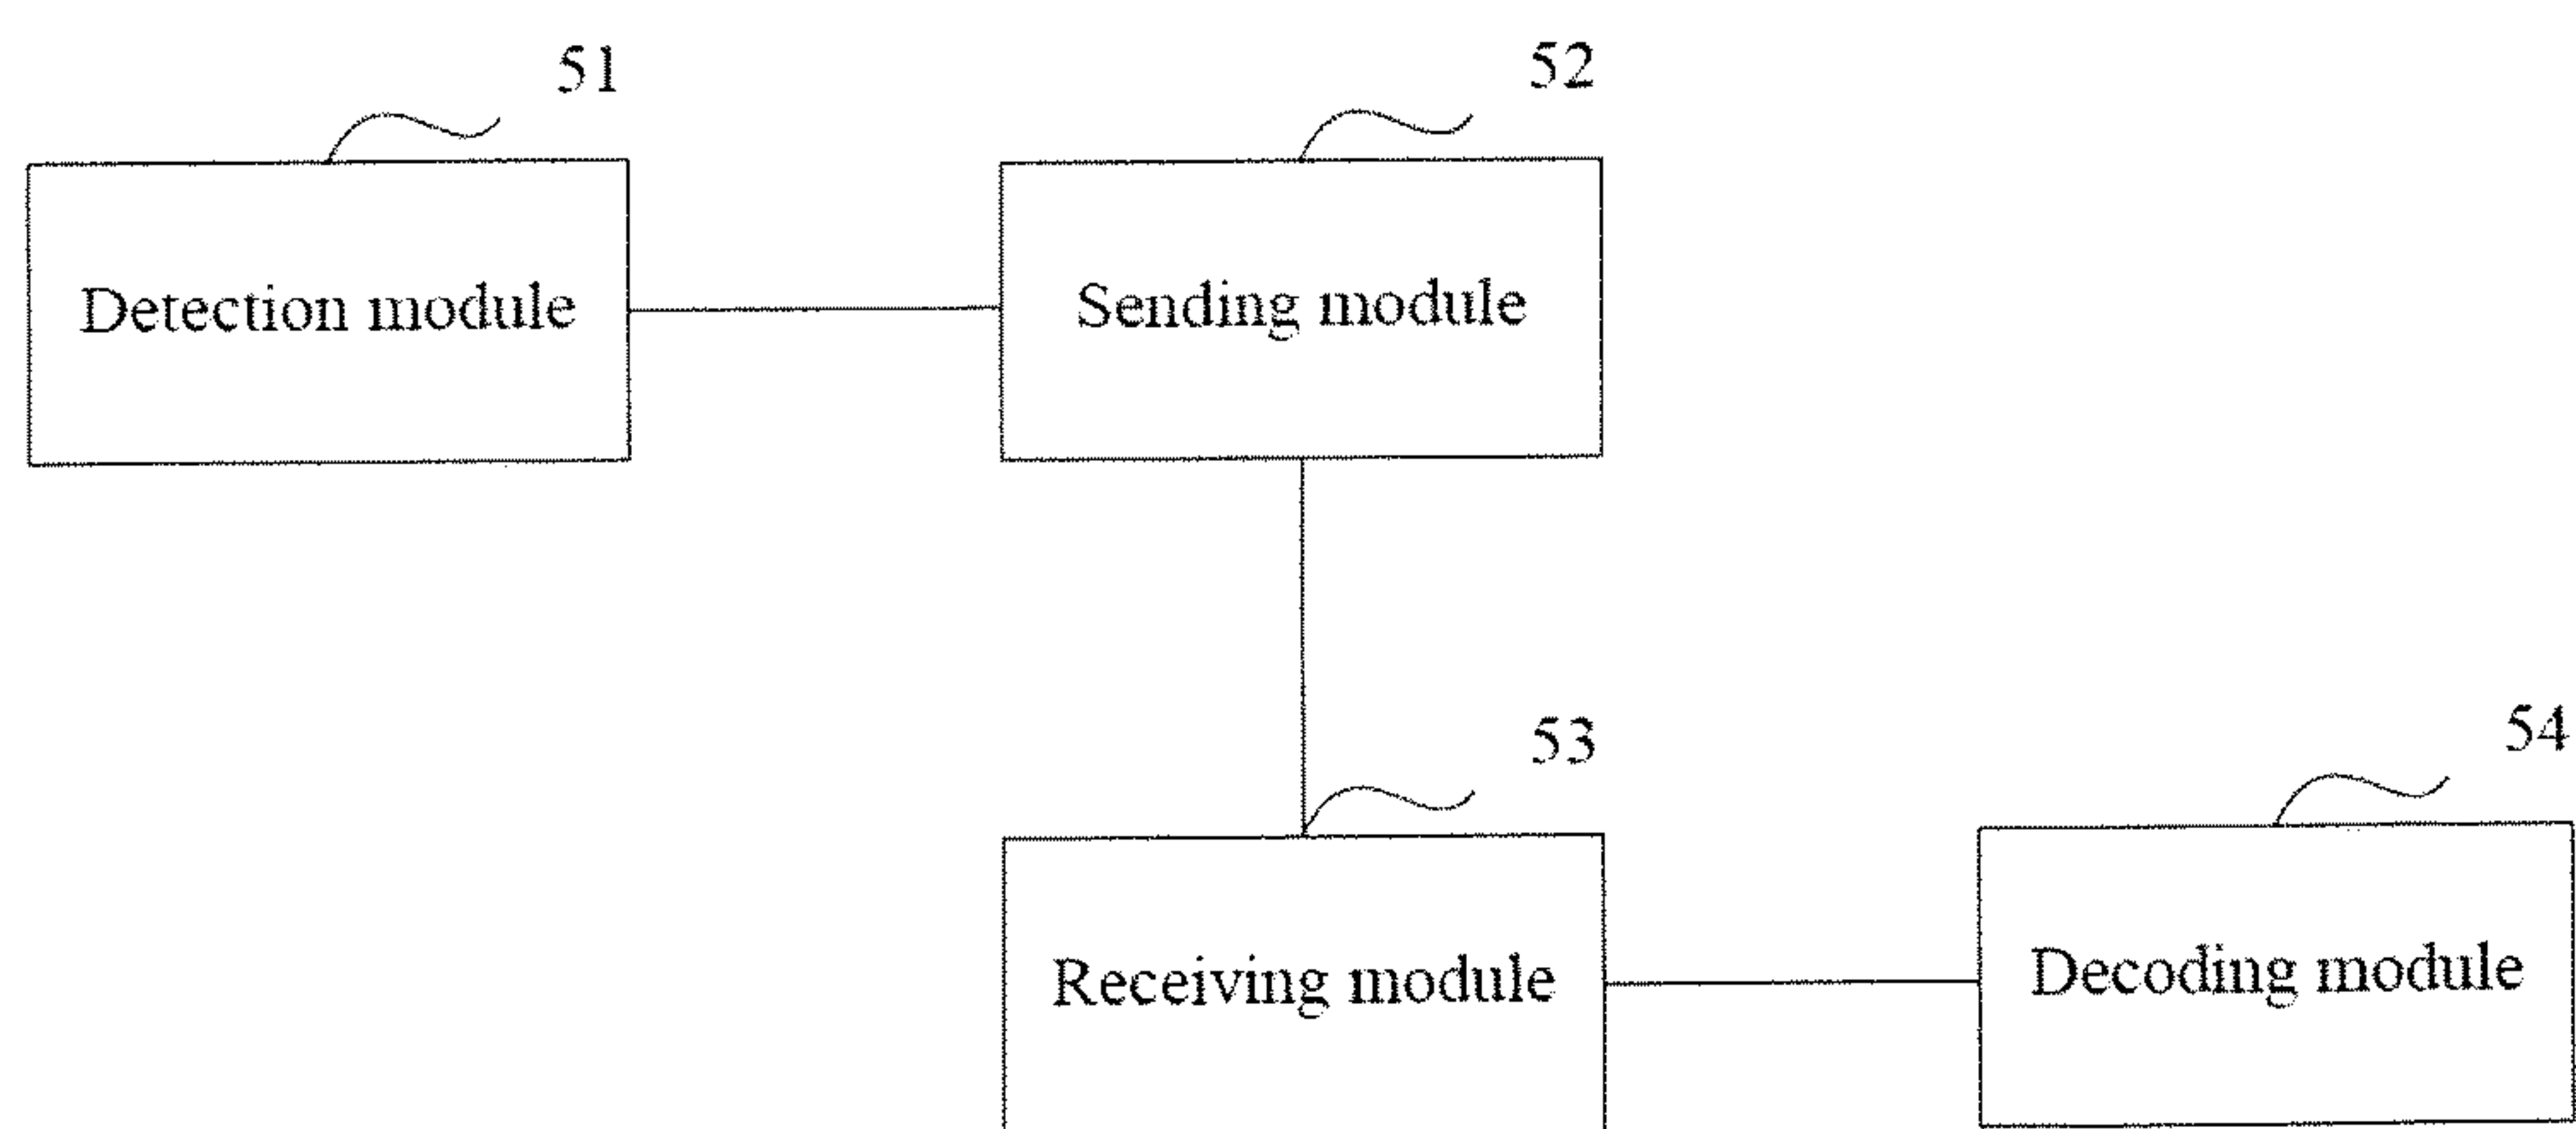 51
52
Detection module
Sending module
53
54
Receiving module
Decoding module